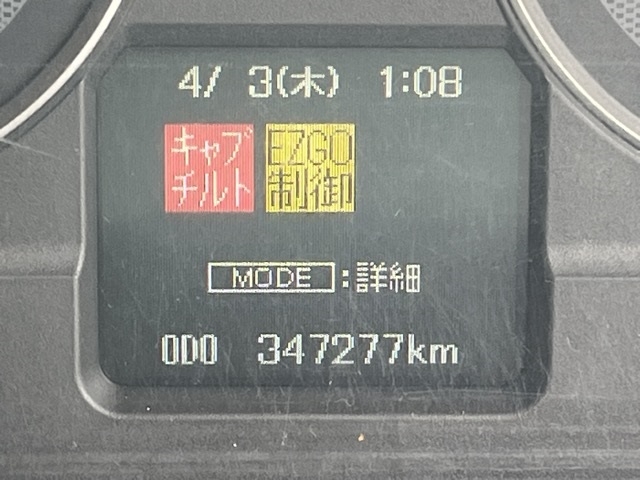 4/ 3(木) 1:08
キャブ EZGO
チルト 制御
MODE :詳細
ODO 347277km